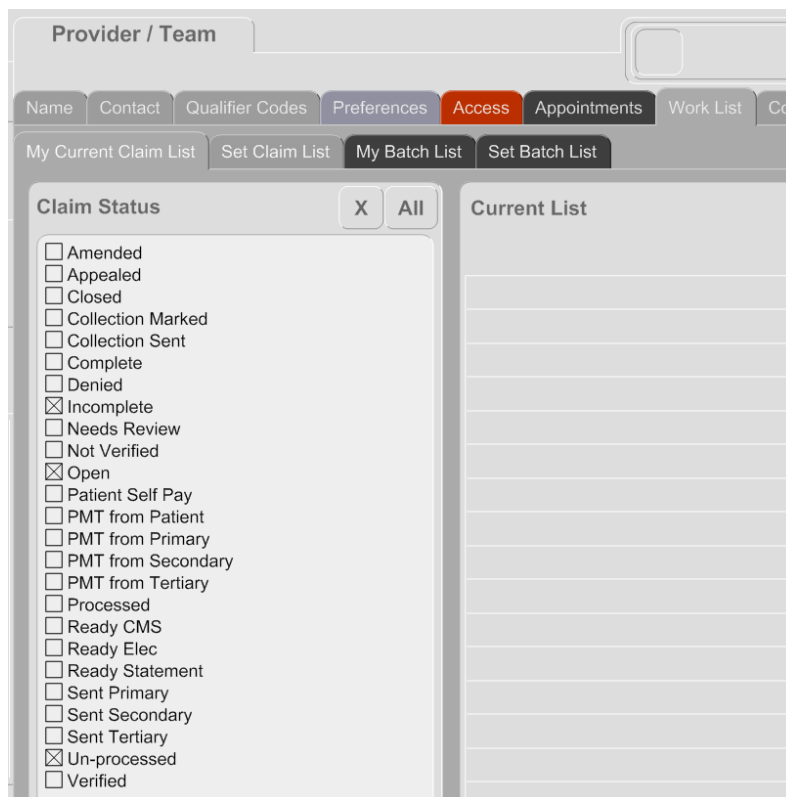 Provider / Team
Name Contact Qualifier Codes Preferences Access Appointments Work List
My Current Claim List Set Claim List My Batch List Set Batch List
Claim Status X All Current List
Amended
Appealed
Closed
Collection Marked
Collection Sent
Complete
Denied
Incomplete
Needs Review
Not Verified
Open
Patient Self Pay
PMT from Patient
PMT from Primary
PMT from Secondary
PMT from Tertiary
Processed
Ready CMS
Ready Elec
Ready Statement
Sent Primary
Sent Secondary
Sent Tertiary
Un-processed
Verified